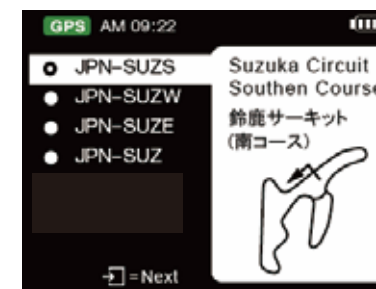 GPS AM 09:22
JPN-SUZS
JPN-SUZW
JPN-SUZE
JPN-SUZ
=Next
Suzuka Circuit
Southen Course
鈴鹿サーキット
(南コース)